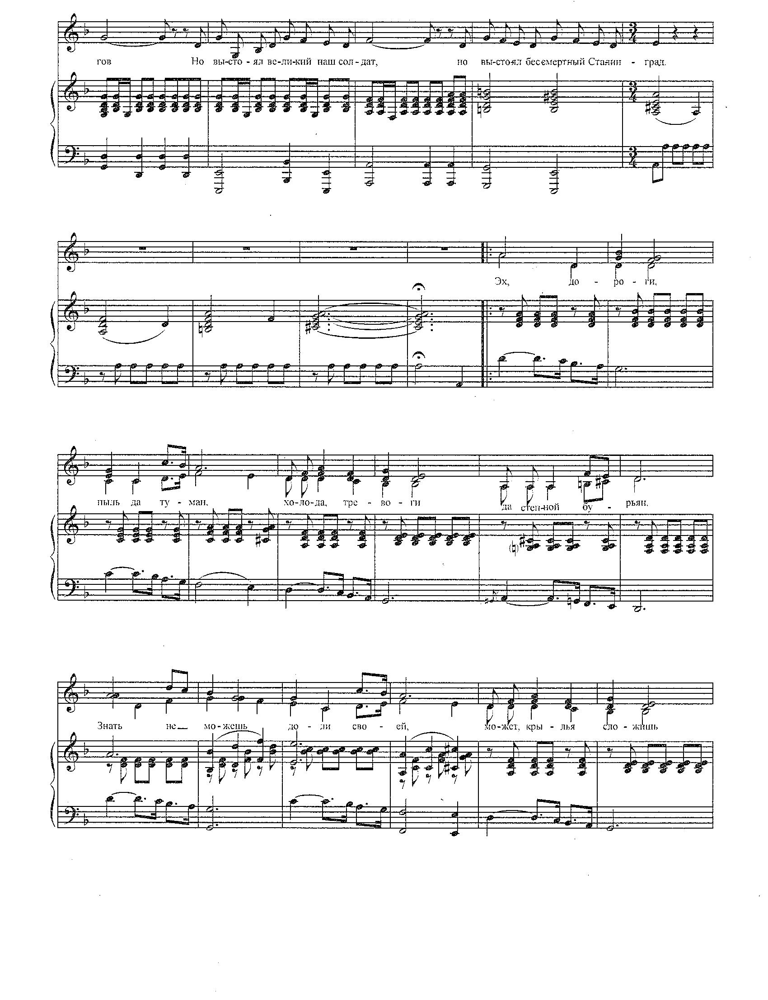 гов Но вы-сто-ял ве-ли-кий наш сол-дат, но вы-сто-ял бессмертный Сталин-град.
Эх, до-ро-ги,
пыль да ту-ман, хо-ло-да, тре-во-ги да степ-ной бу-рьян.
Знать не мо-жешь до-ли сво-ей, мо-жет, кры-лья сло-жишь